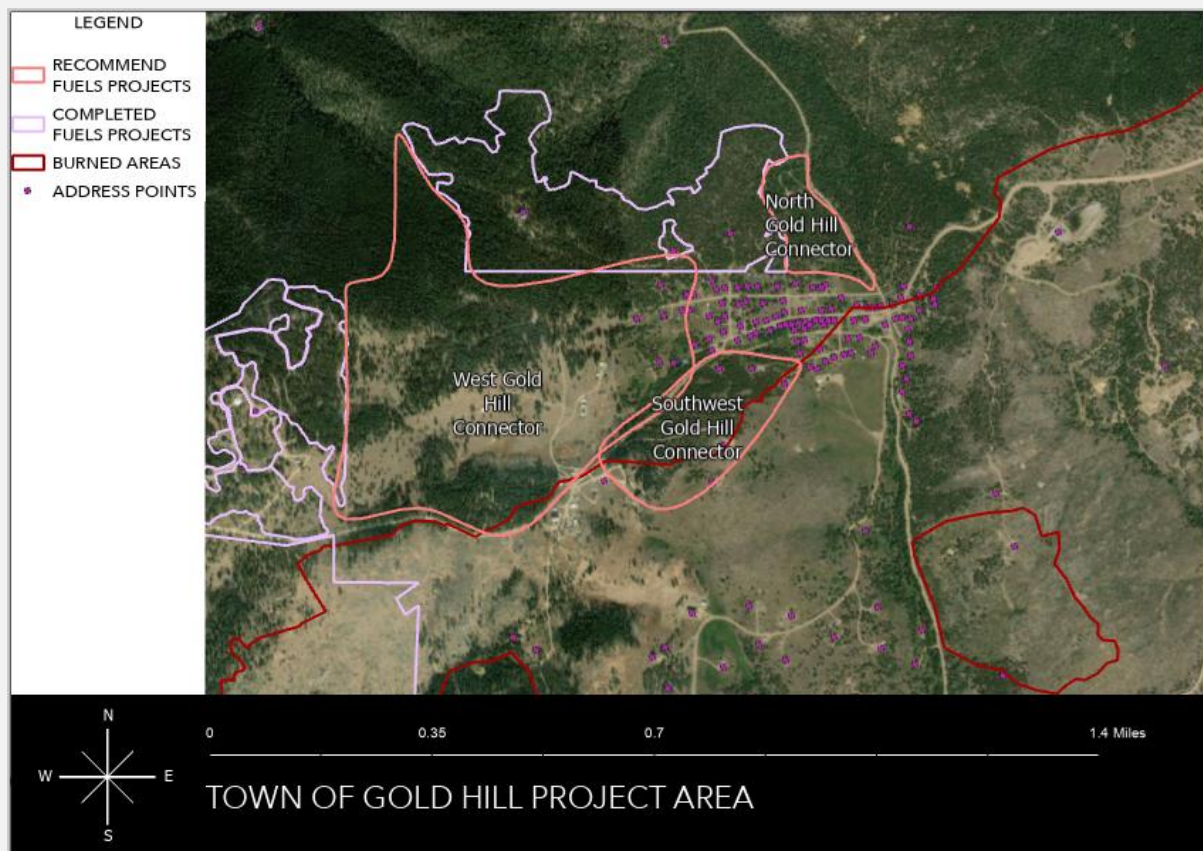 LEGEND
RECOMMEND
FUELS PROJECTS
COMPLETED
FUELS PROJECTS
BURNED AREAS
ADDRESS POINTS
North
Gold Hill
Connector
West Gold
Hill
Connector
Southwest
Gold Hill
Connector
N
W E
S
0 0.35 0.7 1.4 Miles
TOWN OF GOLD HILL PROJECT AREA